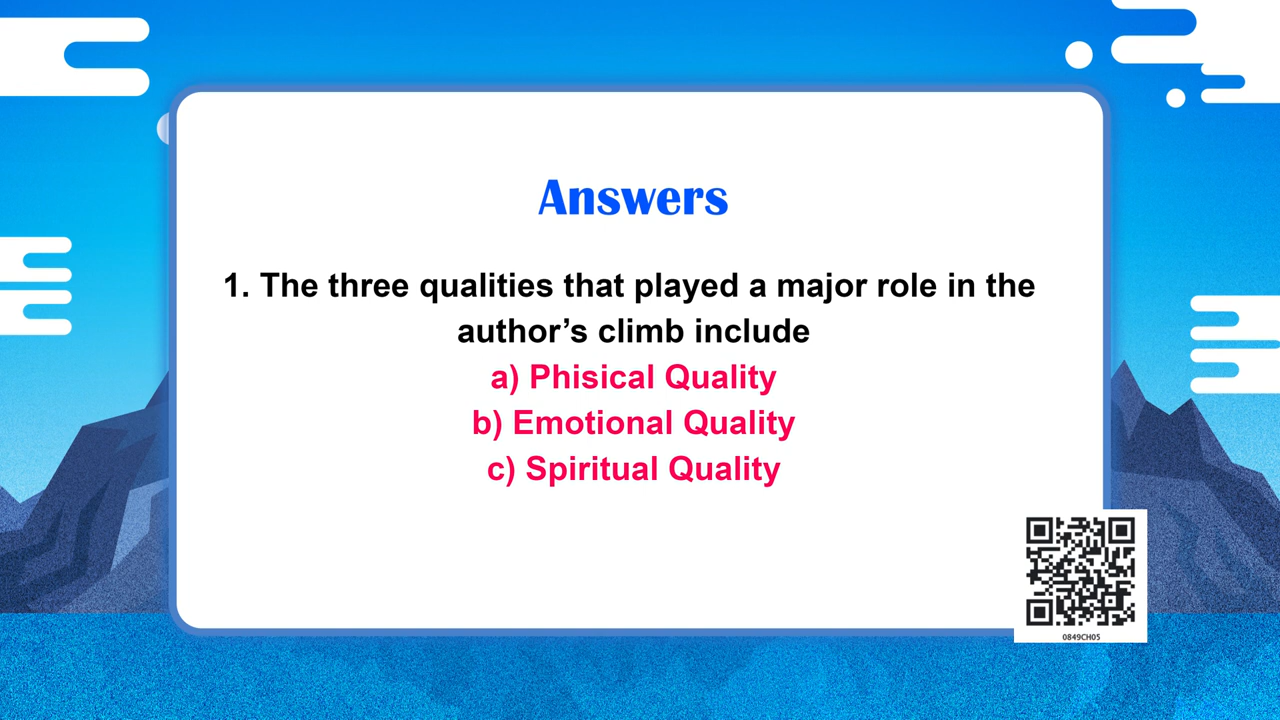 Answers
1. The three qualities that played a major role in the
author’s climb include
a) Phisical Quality
b) Emotional Quality
c) Spiritual Quality
0849CH05